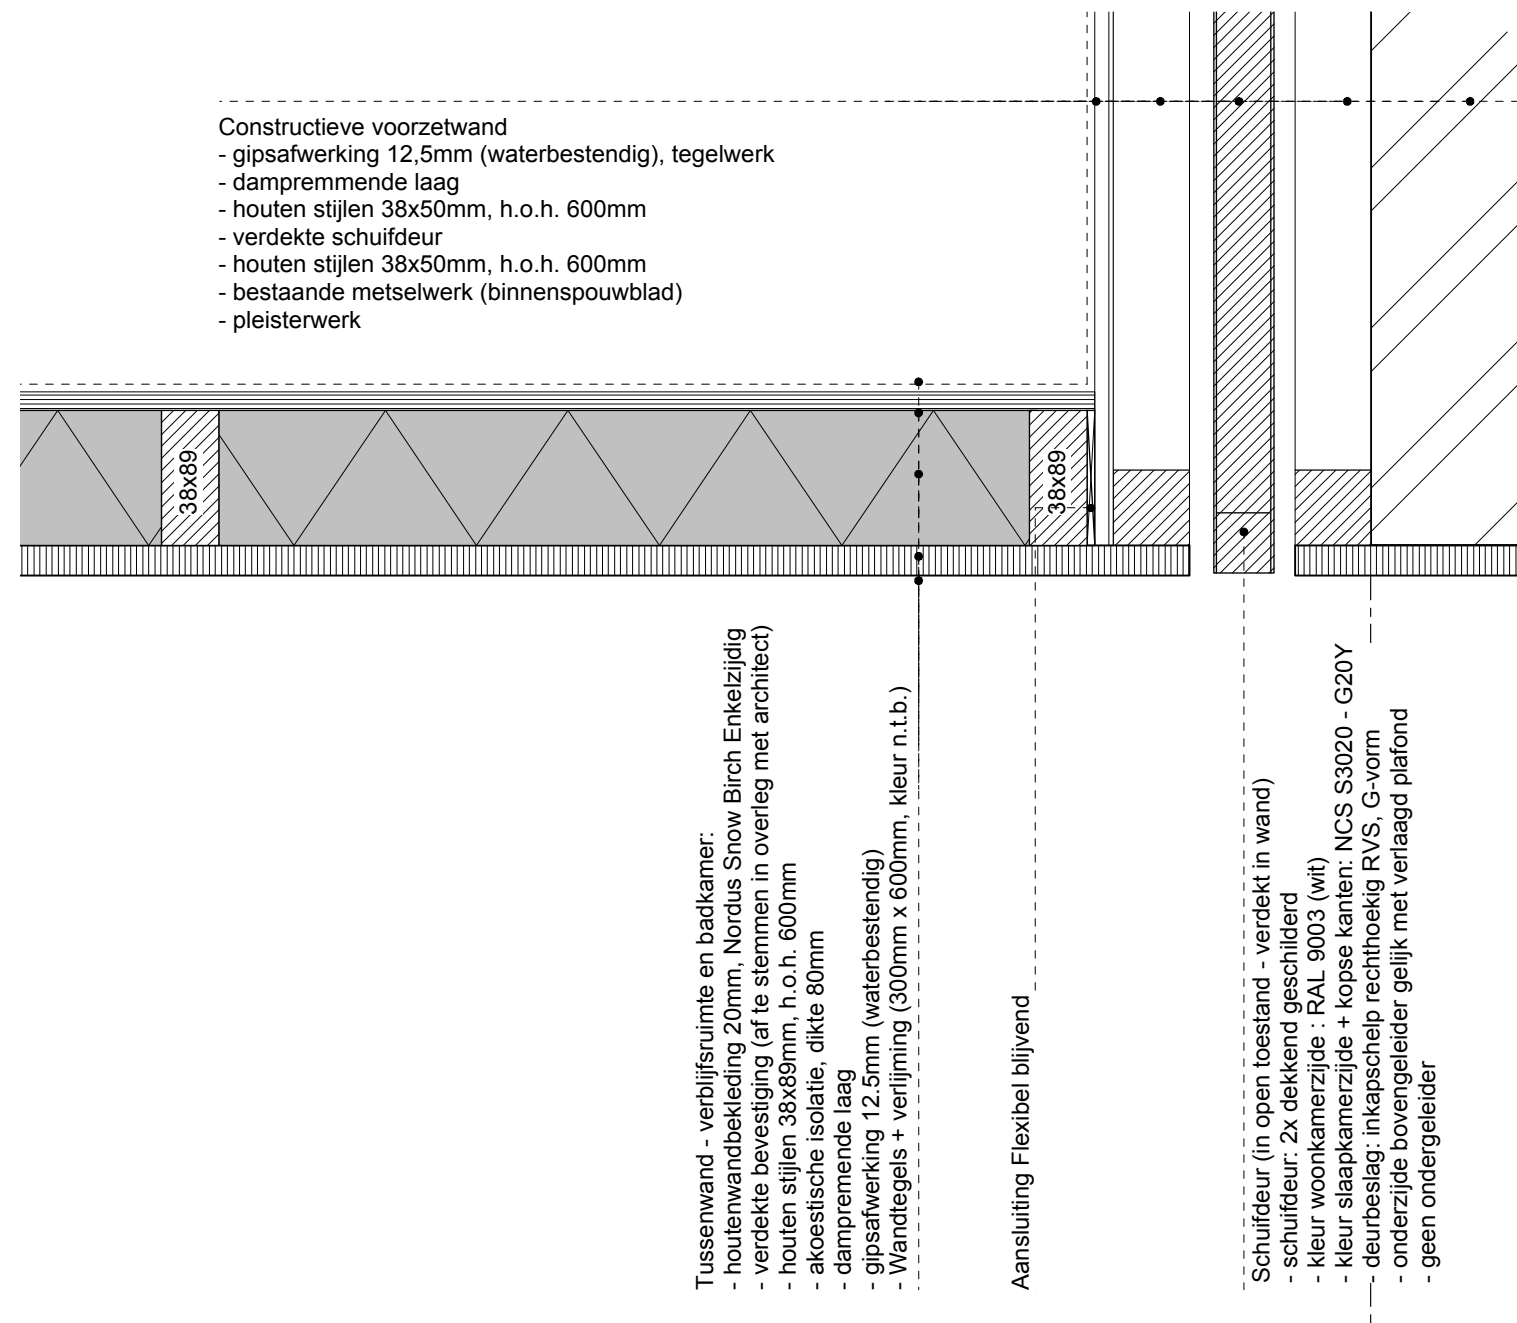 Constructieve voorzetwand
- gipsafwerking 12,5mm (waterbestendig), tegelwerk
- dampremmende laag
- houten stijlen 38x50mm, h.o.h. 600mm
- verdekte schuifdeur
- houten stijlen 38x50mm, h.o.h. 600mm
- bestaande metselwerk (binnenspouwblad)
- pleisterwerk
38x89
38x89
Tussenwand - verblijfsruimte en badkamer:
- houtenwandbekleding 20mm, Nordus Snow Birch Enkelzijdig
- verdekte bevestiging (af te stemmen in overleg met architect)
- houten stijlen 38x89mm, h.o.h. 600mm
- akoestische isolatie, dikte 80mm
- dampremende laag
- gipsafwerking 12.5mm (waterbestendig)
- Wandtegels + verlijming (300mm x 600mm, kleur n.t.b.)
Aansluiting Flexibel blijvend
Schuifdeur (in open toestand - verdekt in wand)
- schuifdeur: 2x dekkend geschilderd
- kleur woonkamerzijde : RAL 9003 (wit)
- kleur slaapkamerzijde + kopse kanten: NCS S3020 - G20Y
- deurbeslag: inkapschelp rechthoekig RVS, G-vorm
- onderzijde bovengeleider gelijk met verlaagd plafond
- geen ondergeleider